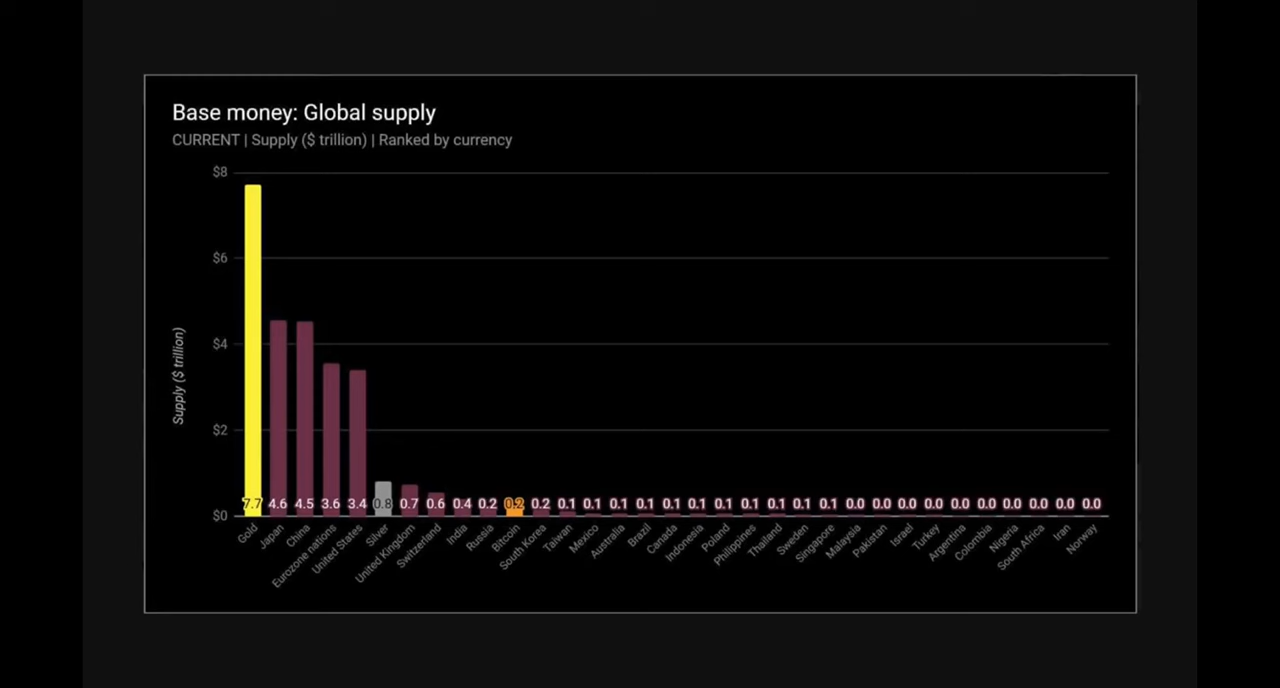 Base money: Global supply
CURRENT | Supply ($ trillion) | Ranked by currency
$8
$6
$4
$2
$0
Supply ($ trillion)
7.7 4.6 4.5 3.6 3.4 0.8 0.7 0.6 0.4 0.2 0.2 0.2 0.1 0.1 0.1 0.1 0.1 0.1 0.1 0.1 0.1 0.1 0.1 0.0 0.0 0.0 0.0 0.0 0.0 0.0 0.0 0.0 0.0
Gold
Japan
China
Eurozone nations
United States
Silver
United Kingdom
Switzerland
India
Russia
Bitcoin
South Korea
Taiwan
Mexico
Australia
Brazil
Canada
Indonesia
Poland
Philippines
Thailand
Sweden
Singapore
Malaysia
Pakistan
Israel
Turkey
Argentina
Colombia
Nigeria
South Africa
Iran
Norway